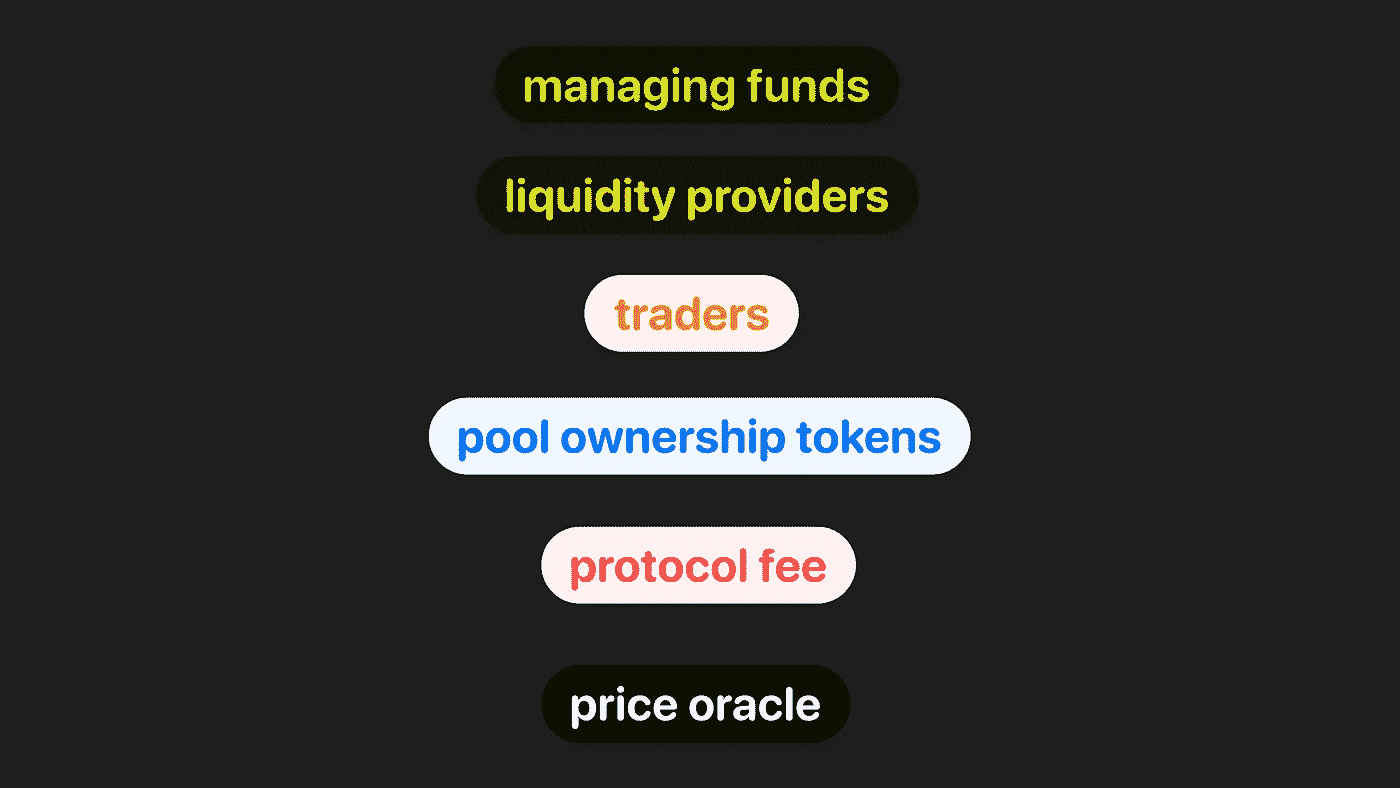 managing funds
liquidity providers
traders
pool ownership tokens
protocol fee
price oracle